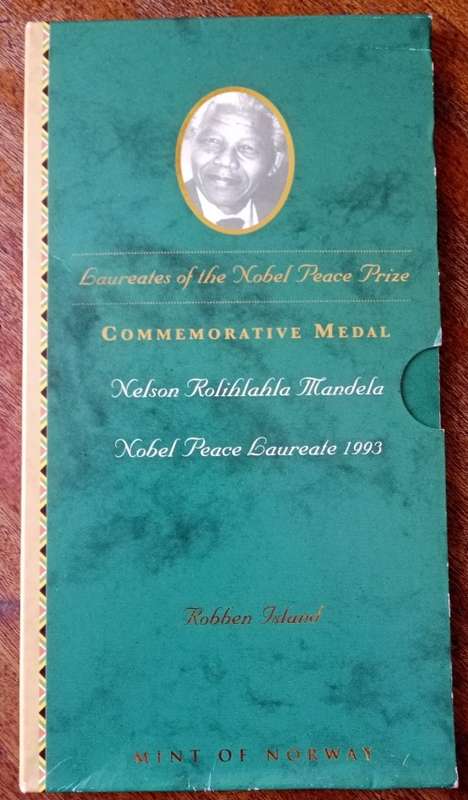 Laureates of the Nobel Peace Prize
COMMEMORATIVE MEDAL
Nelson Rolihlahla Mandela
Nobel Peace Laureate 1993
Robben Island
MINT OF NORWAY